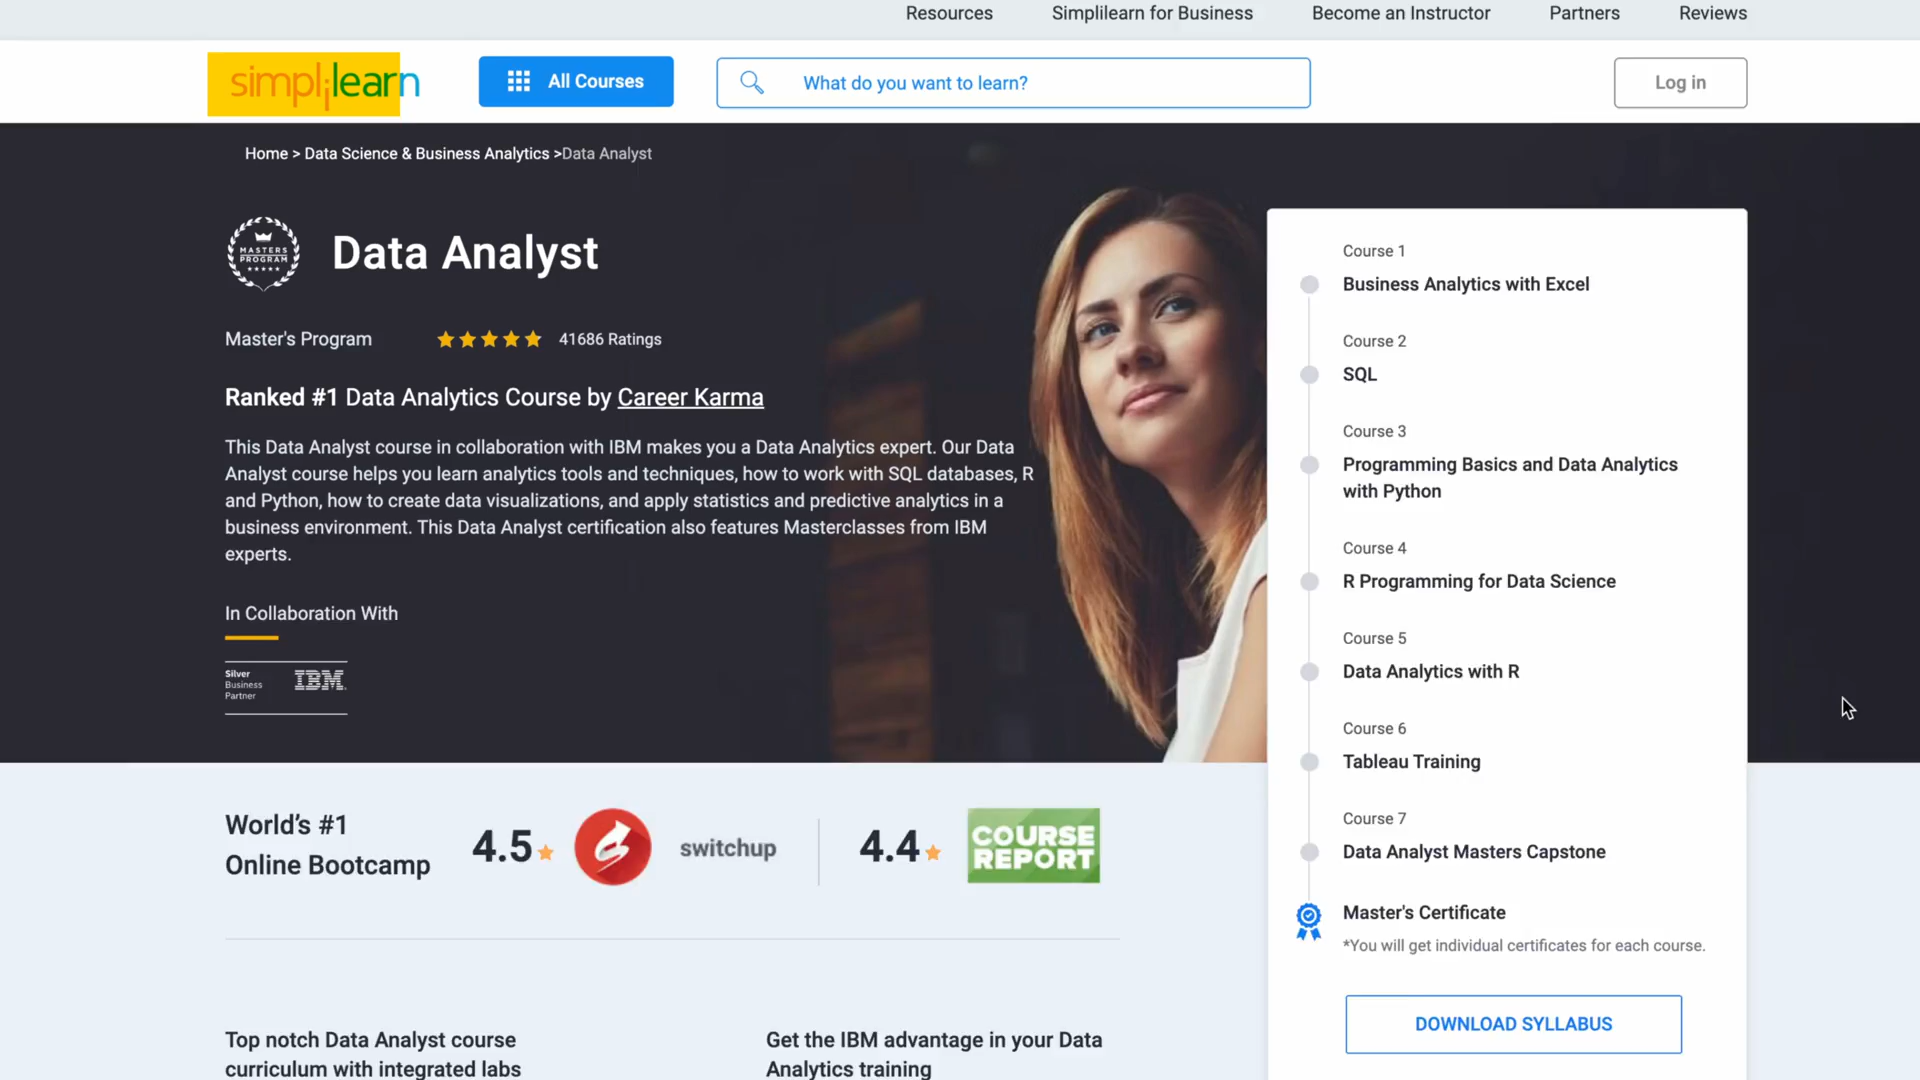 Resources Simplilearn for Business Become an Instructor Partners Reviews
simplilearn All Courses What do you want to learn? Log in
Home > Data Science & Business Analytics >Data Analyst
MASTERS
PROGRAM
Data Analyst
Master's Program 41686 Ratings
Ranked #1 Data Analytics Course by Career Karma
This Data Analyst course in collaboration with IBM makes you a Data Analytics expert. Our Data
Analyst course helps you learn analytics tools and techniques, how to work with SQL databases, R
and Python, how to create data visualizations, and apply statistics and predictive analytics in a
business environment. This Data Analyst certification also features Masterclasses from IBM
experts.
In Collaboration With
Silver
Business
Partner
IBM
Course 1
Business Analytics with Excel
Course 2
SQL
Course 3
Programming Basics and Data Analytics
with Python
Course 4
R Programming for Data Science
Course 5
Data Analytics with R
Course 6
Tableau Training
Course 7
Data Analyst Masters Capstone
Master's Certificate
*You will get individual certificates for each course.
DOWNLOAD SYLLABUS
World's #1
Online Bootcamp
4.5 switchup
4.4 COURSE
REPORT
Top notch Data Analyst course
curriculum with integrated labs
Get the IBM advantage in your Data
Analytics training